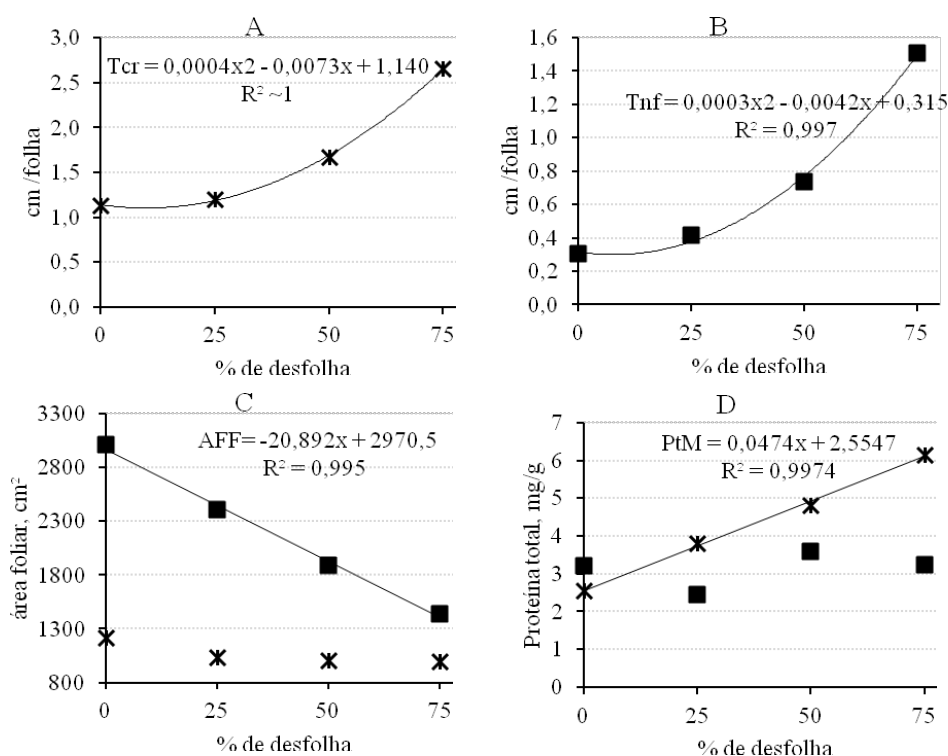 A
Tcr = 0,0004x2 - 0,0073x + 1,140
R² ~1
cm /folha
3,0
2,5
2,0
1,5
1,0
0,5
0,0
0 25 50 75
% de desfolha
B
Tnf = 0,0003x2 - 0,0042x + 0,315
R² = 0,997
cm /folha
1,6
1,4
1,2
1,0
0,8
0,6
0,4
0,2
0,0
0 25 50 75
% de desfolha
C
AFF= -20,892x + 2970,5
R² = 0,995
área foliar, cm²
3300
2800
2300
1800
1300
800
0 25 50 75
% de desfolha
D
PtM = 0,0474x + 2,5547
R² = 0,9974
Proteína total, mg/g
7
6
5
4
3
2
1
0
0 25 50 75
% de desfolha